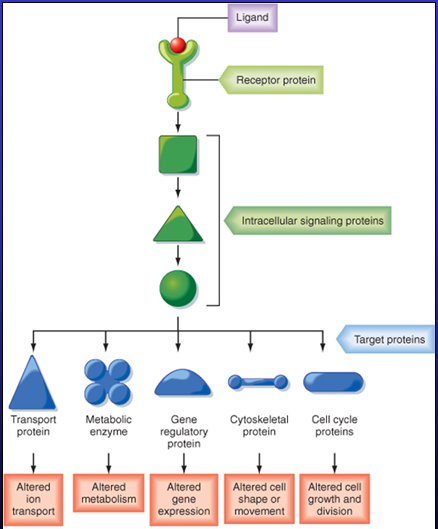 Ligand
Receptor protein
Intracellular signaling proteins
Target proteins
Transport
protein
Metabolic
enzyme
Gene
regulatory
protein
Cytoskeletal
protein
Cell cycle
proteins
Altered
ion
transport
Altered
metabolism
Altered
gene
expression
Altered cell
shape or
movement
Altered cell
growth and
division